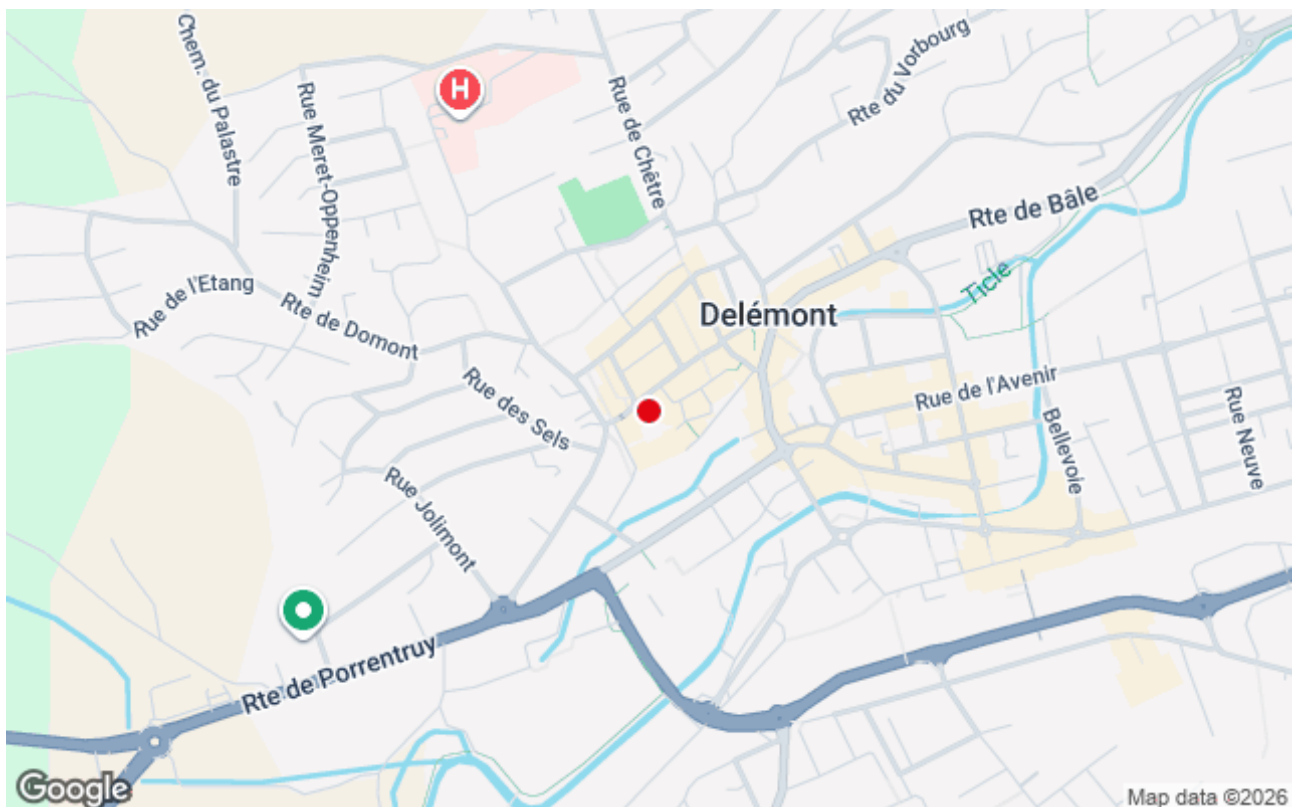 Chem. du Palastre
Rue Meret-Oppenheim
H
Rue de Chêtre
Rte du Vorbourg
Rte de Bâle
Rue de l'Etang
Rte de Domont
Ticle
Delémont
Rue des Sels
Rue de l'Avenir
Bellevoie
Rue Neuve
Rue Jolimont
Rte de Porrentruy
Google
Map data ©2026